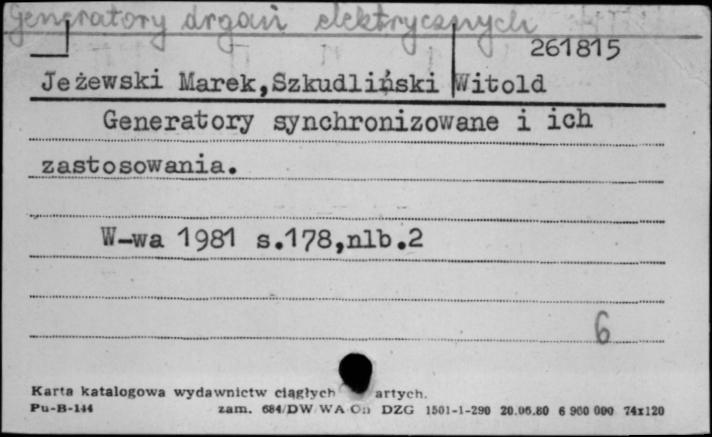 Generatory drgań elektrycznych
261815
Jeżewski Marek,Szkudliński Witold
Generatory synchronizowane i ich
zastosowania.
W-wa 1981 s.178,nlb.2
6
Karta katalogowa wydawnictw ciągłych artych.
Pu-B-144 zam. 684/DW WA On DZG 1501-1-290 20.06.80 6 960 000 74x120